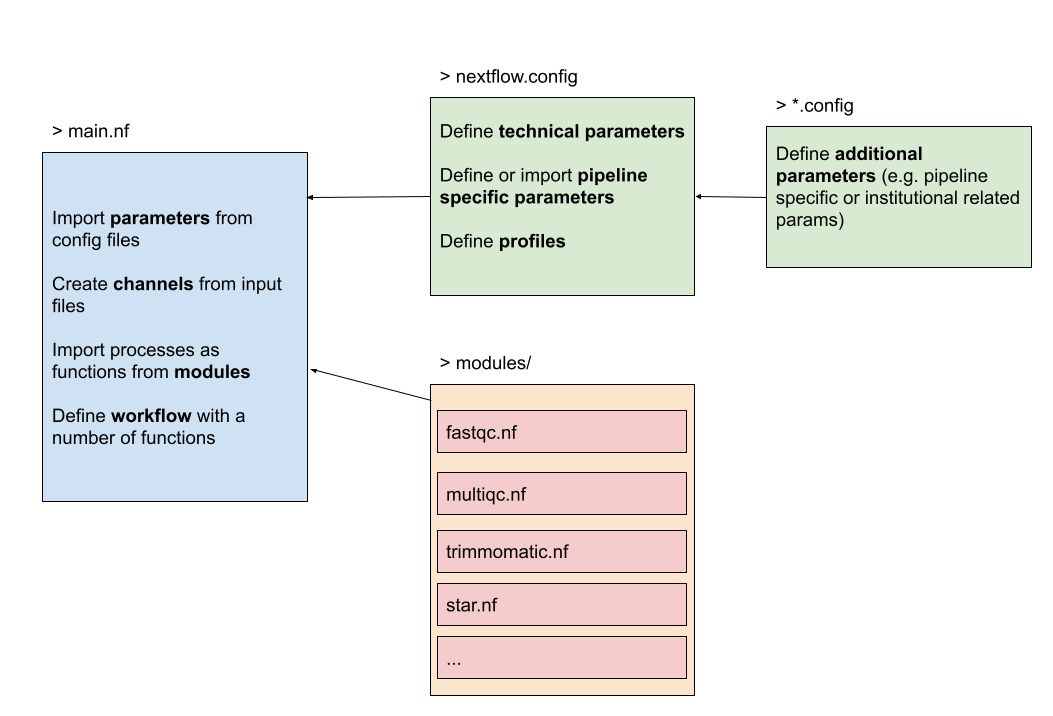 > main.nf
Import parameters from
config files
Create channels from input
files
Import processes as
functions from modules
Define workflow with a
number of functions
> nextflow.config
Define technical parameters
Define or import pipeline
specific parameters
Define profiles
> *.config
Define additional
parameters (e.g. pipeline
specific or institutional related
params)
> modules/
fastqc.nf
multiqc.nf
trimmomatic.nf
star.nf
...